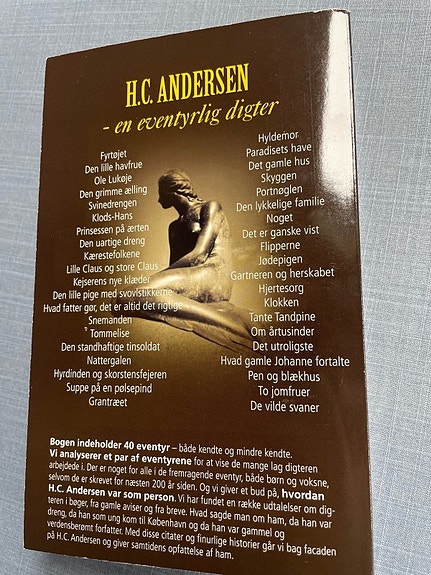 H.C. ANDERSEN
- en eventyrlig digter
Fyrtøjet
Den lille havfrue
Ole Lukøje
Den grimme ælling
Svinedrengen
Klods-Hans
Prinsessen på ærten
Den uartige dreng
Kærestefolkene
Lille Claus og store Claus
Kejserens nye klæder
Den lille pige med svovlstikkerne
Hvad fatter gør, det er altid det rigtige
Snemanden
Tommelise
Den standhaftige tinsoldat
Nattergalen
Hyrdinden og skorstensfejeren
Suppe på en pølsepind
Grantræet
Hyldemor
Paradisets have
Det gamle hus
Skyggen
Portnøglen
Den lykkelige familie
Noget
Det er ganske vist
Flipperne
Jødepigen
Gartneren og herskabet
Hjertesorg
Klokken
Tante Tandpine
Om årtusinder
Det utroligste
Hvad gamle Johanne fortalte
Pen og blækhus
To jomfruer
De vilde svaner
Bogen indeholder 40 eventyr – både kendte og mindre kendte.
Vi analyserer et par af eventyrene for at vise de mange lag digteren
arbejdede i. Der er noget for alle i de fremragende eventyr, både børn og voksne,
selvom de er skrevet for næsten 200 år siden. Og vi giver et bud på, hvordan
H.C. Andersen var som person. Vi har fundet en række udtalelser om dig-
teren i bøger, fra gamle aviser og fra breve. Hvad sagde man om ham, da han var
dreng, da han som ung kom til København og da han var gammel og
verdensberømt forfatter. Med disse citater og finurlige historier går vi bag facaden
på H.C. Andersen og giver samtidens opfattelse af ham.